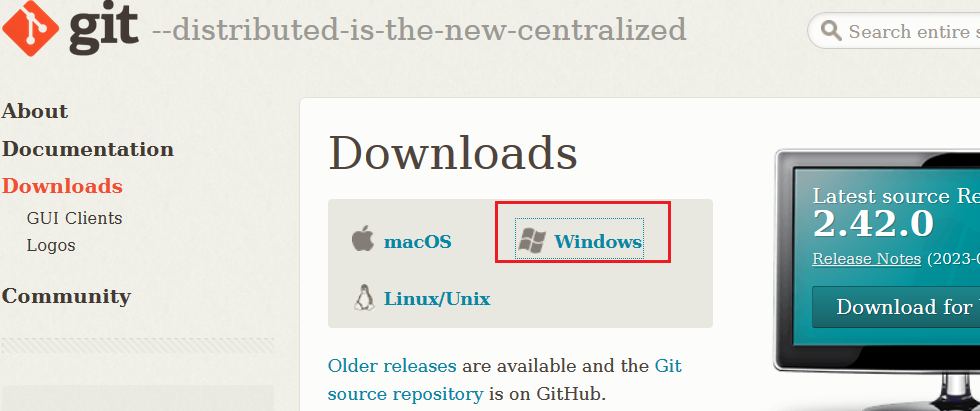 git --distributed-is-the-new-centralized
Search entire
About
Documentation
Downloads
GUI Clients
Logos
Community
Downloads
macOS
Windows
Linux/Unix
Older releases are available and the Git
source repository is on GitHub.
Latest source Re
2.42.0
Release Notes (2023-0
Download for